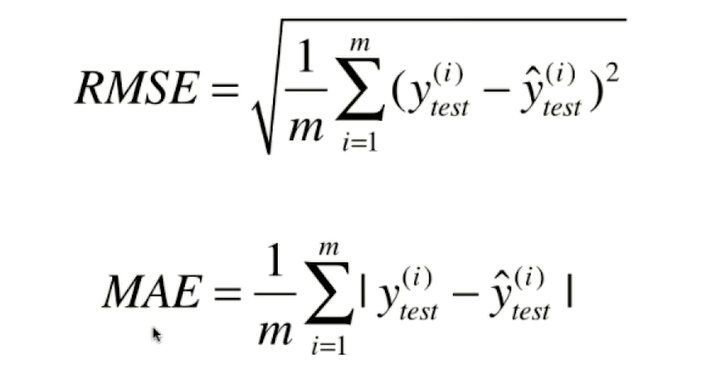 RMSE = \sqrt{\frac{1}{m} \sum_{i=1}^{m} (y_{test}^{(i)} - \hat{y}_{test}^{(i)})^2}
MAE = \frac{1}{m} \sum_{i=1}^{m} | y_{test}^{(i)} - \hat{y}_{test}^{(i)} |